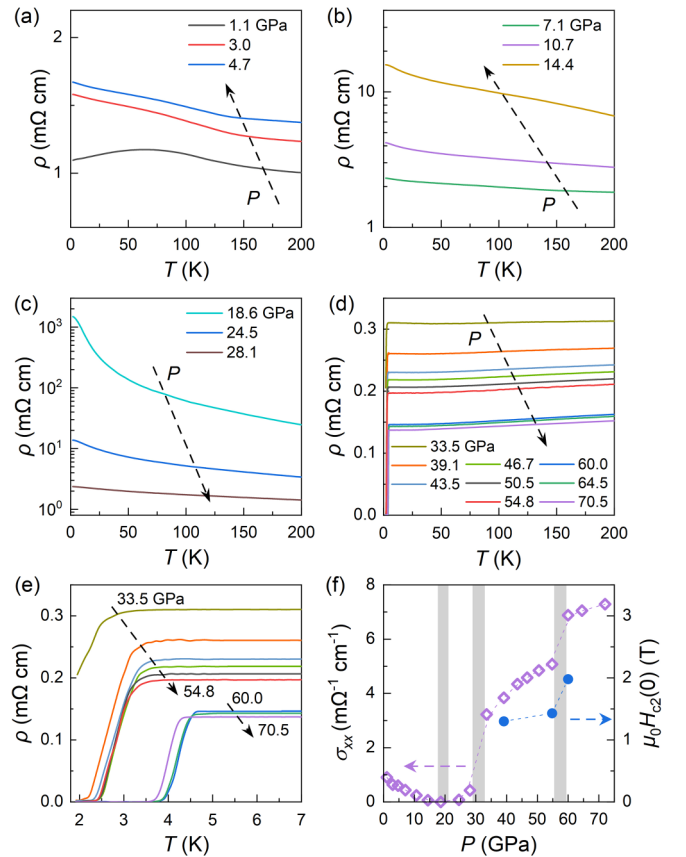 (a)
2
1
ρ (mΩ cm)
1.1 GPa
3.0
4.7
P
0 50 100 150 200
T (K)
(b)
10
1
ρ (mΩ cm)
7.1 GPa
10.7
14.4
P
0 50 100 150 200
T (K)
(c)
10³
10²
10¹
10⁰
ρ (mΩ cm)
18.6 GPa
24.5
28.1
P
0 50 100 150 200
T (K)
(d)
0.3
0.2
0.1
0.0
ρ (mΩ cm)
P
33.5 GPa
39.1 46.7 60.0
43.5 50.5 64.5
54.8 70.5
0 50 100 150 200
T (K)
(e)
0.3
0.2
0.1
0.0
ρ (mΩ cm)
33.5 GPa
54.8
60.0
70.5
2 3 4 5 6 7
T (K)
(f)
8
6
4
2
0
σxx (mΩ⁻¹ cm⁻¹)
3
2
1
0
μ₀Hc2(0) (T)
0 10 20 30 40 50 60 70
P (GPa)